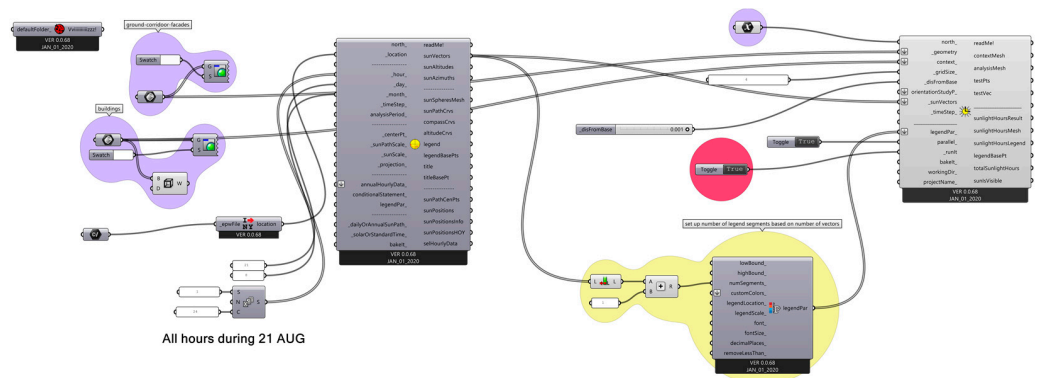 defaultFolder_
Vviiiiiiizzz!
VER 0.0.68
JAN_01_2020
ground-corridoor-facades
Swatch
G
S
buildings
Swatch
G
S
B
D
W
_epwFile
location
VER 0.0.68
S
N
C
S
All hours during 21 AUG
north_
_location
_hour_
_day_
_month_
_timeStep_
analysisPeriod_
_centerPt_
_sunPathScale_
_sunScale_
_projection_
annualHourlyData_
conditionalStatement_
legendPar_
_dailyOrAnnualSunPath_
_solarOrStandardTime_
bakeIt_
readMe!
sunVectors
sunAltitudes
sunAzimuths
sunSpheresMesh
sunPathCrvs
compassCrvs
altitudeCrvs
legend
legendBasePts
title
titleBasePt
sunPathCenPts
sunPositions
sunPositionsInfo
sunPositionsHOY
selHourlyData
VER 0.0.68
JAN_01_2020
_disFromBase
0.001
Toggle
True
Toggle
True
set up number of legend segments based on number of vectors
L
L
A
B
R
lowBound_
highBound_
numSegments_
customColors_
legendLocation_
legendScale_
font_
fontSize_
decimalPlaces_
removeLessThan_
legendPar
VER 0.0.68
JAN_01_2020
x
north_
_geometry
context_
_gridSize_
_disFromBase
orientationStudyP_
_sunVectors
_timeStep_
legendPar_
parallel_
_runIt
bakeIt_
workingDir_
projectName_
readMe!
contextMesh
analysisMesh
testPts
testVec
sunlightHoursResult
sunlightHoursMesh
sunlightHoursLegend
legendBasePt
totalSunlightHours
sunIsVisible
VER 0.0.68
JAN_01_2020